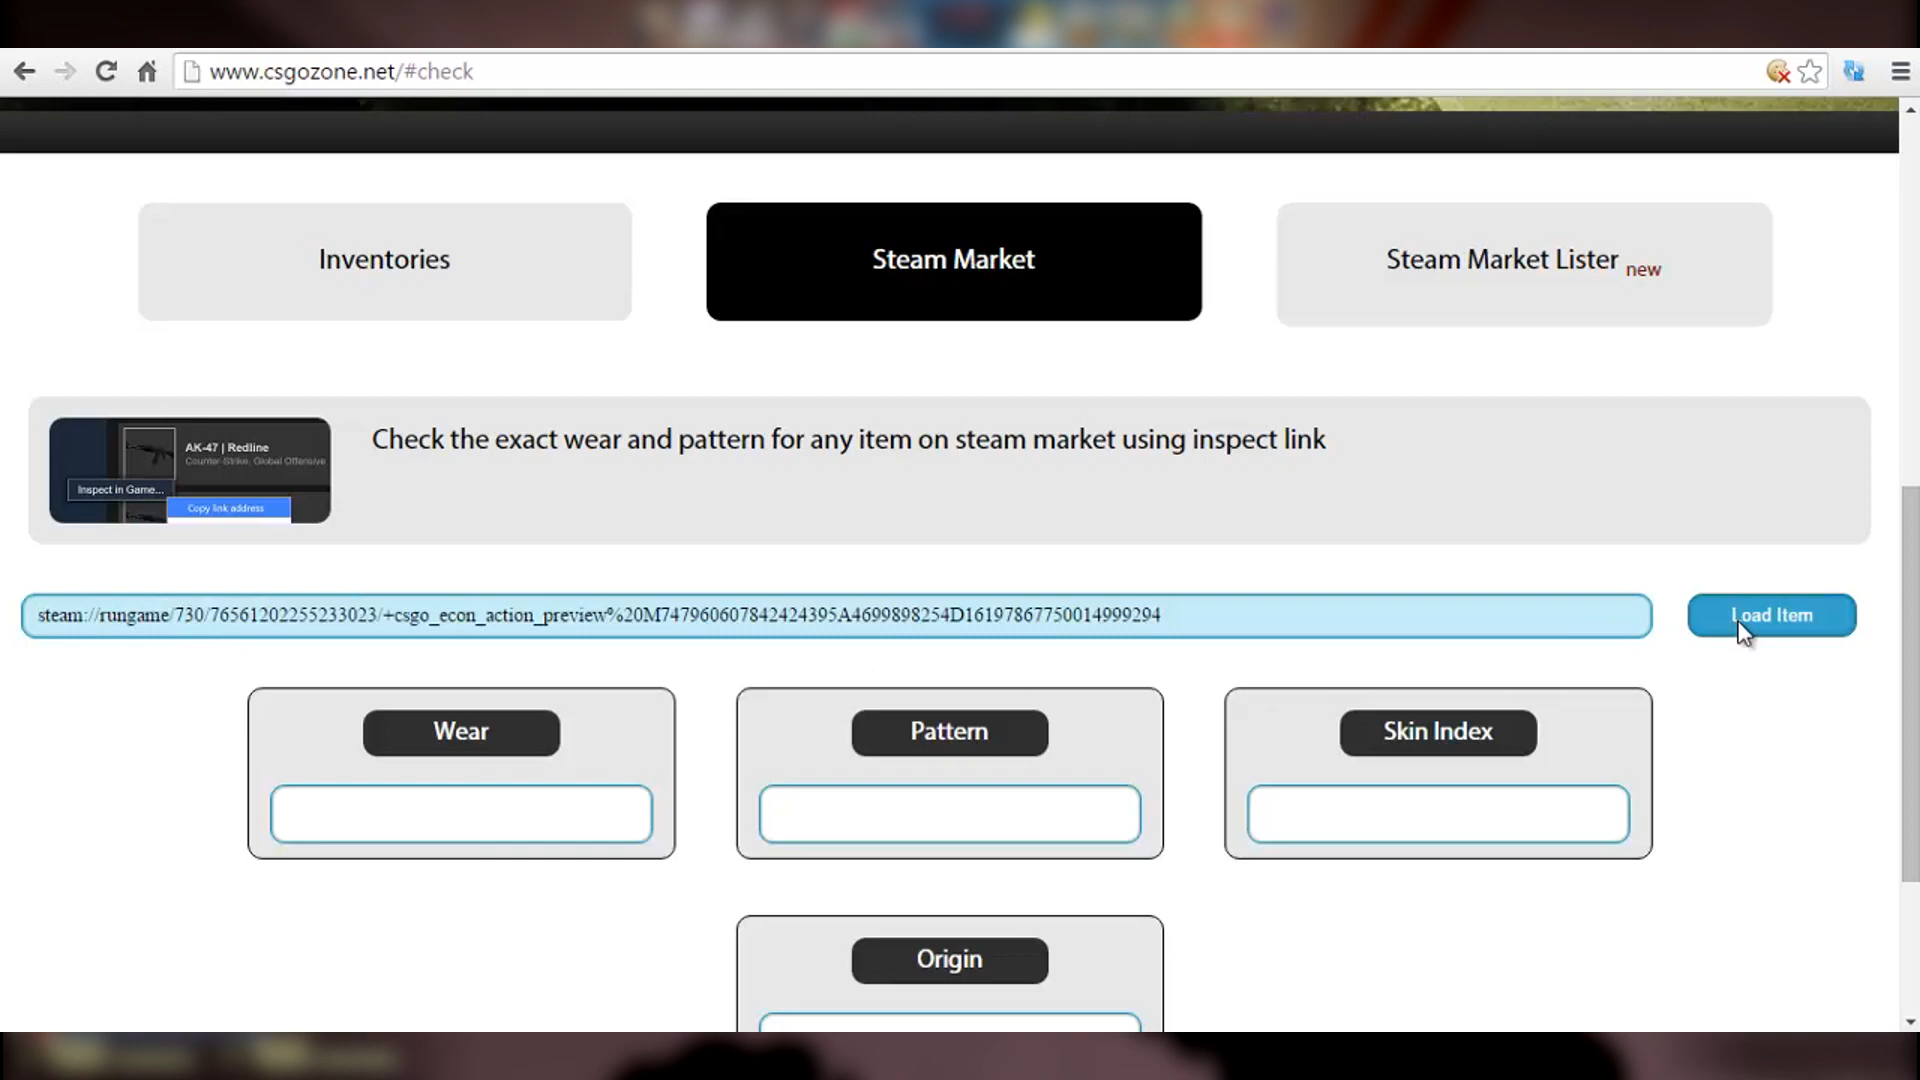 www.csgozone.net/#check
Inventories
Steam Market
Steam Market Lister new
AK-47 | Redline
Counter-Strike: Global Offensive
Inspect in Game...
Copy link address
Check the exact wear and pattern for any item on steam market using inspect link
steam://rungame/730/76561202255233023/+csgo_econ_action_preview%20M747960607842424395A4699898254D16197867750014999294
Load Item
Wear
Pattern
Skin Index
Origin